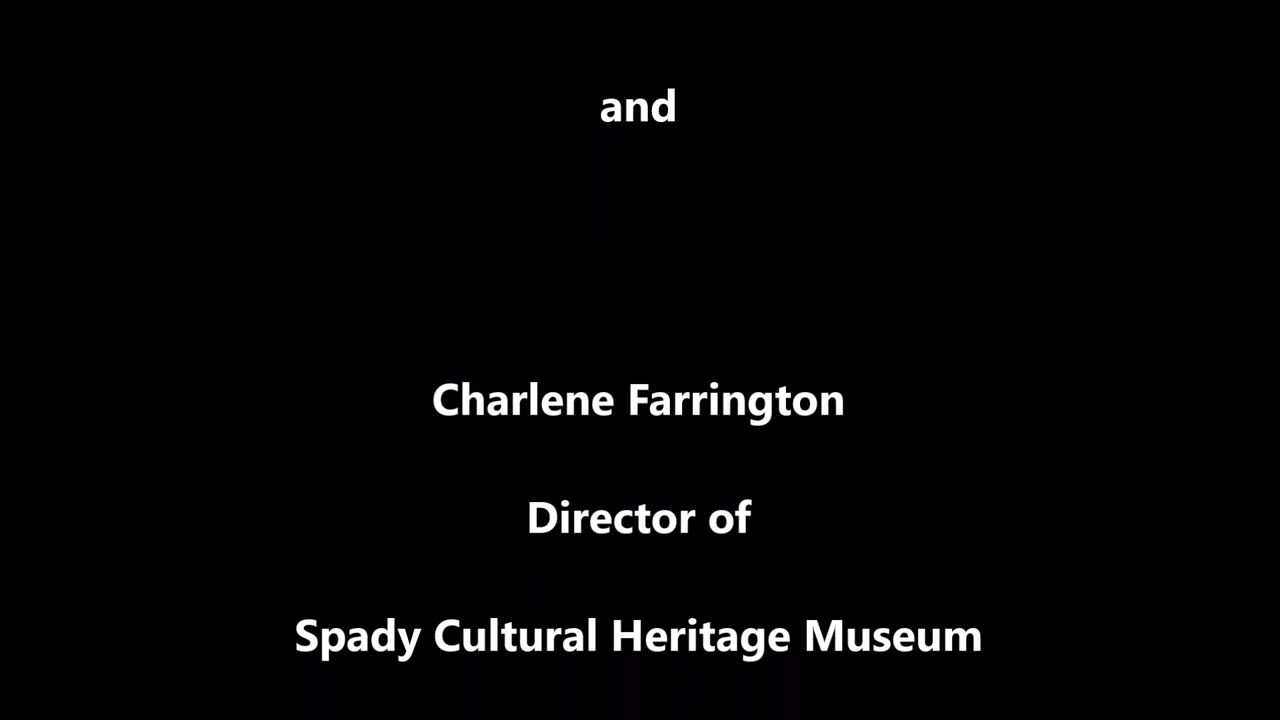 and
Charlene Farrington
Director of
Spady Cultural Heritage Museum